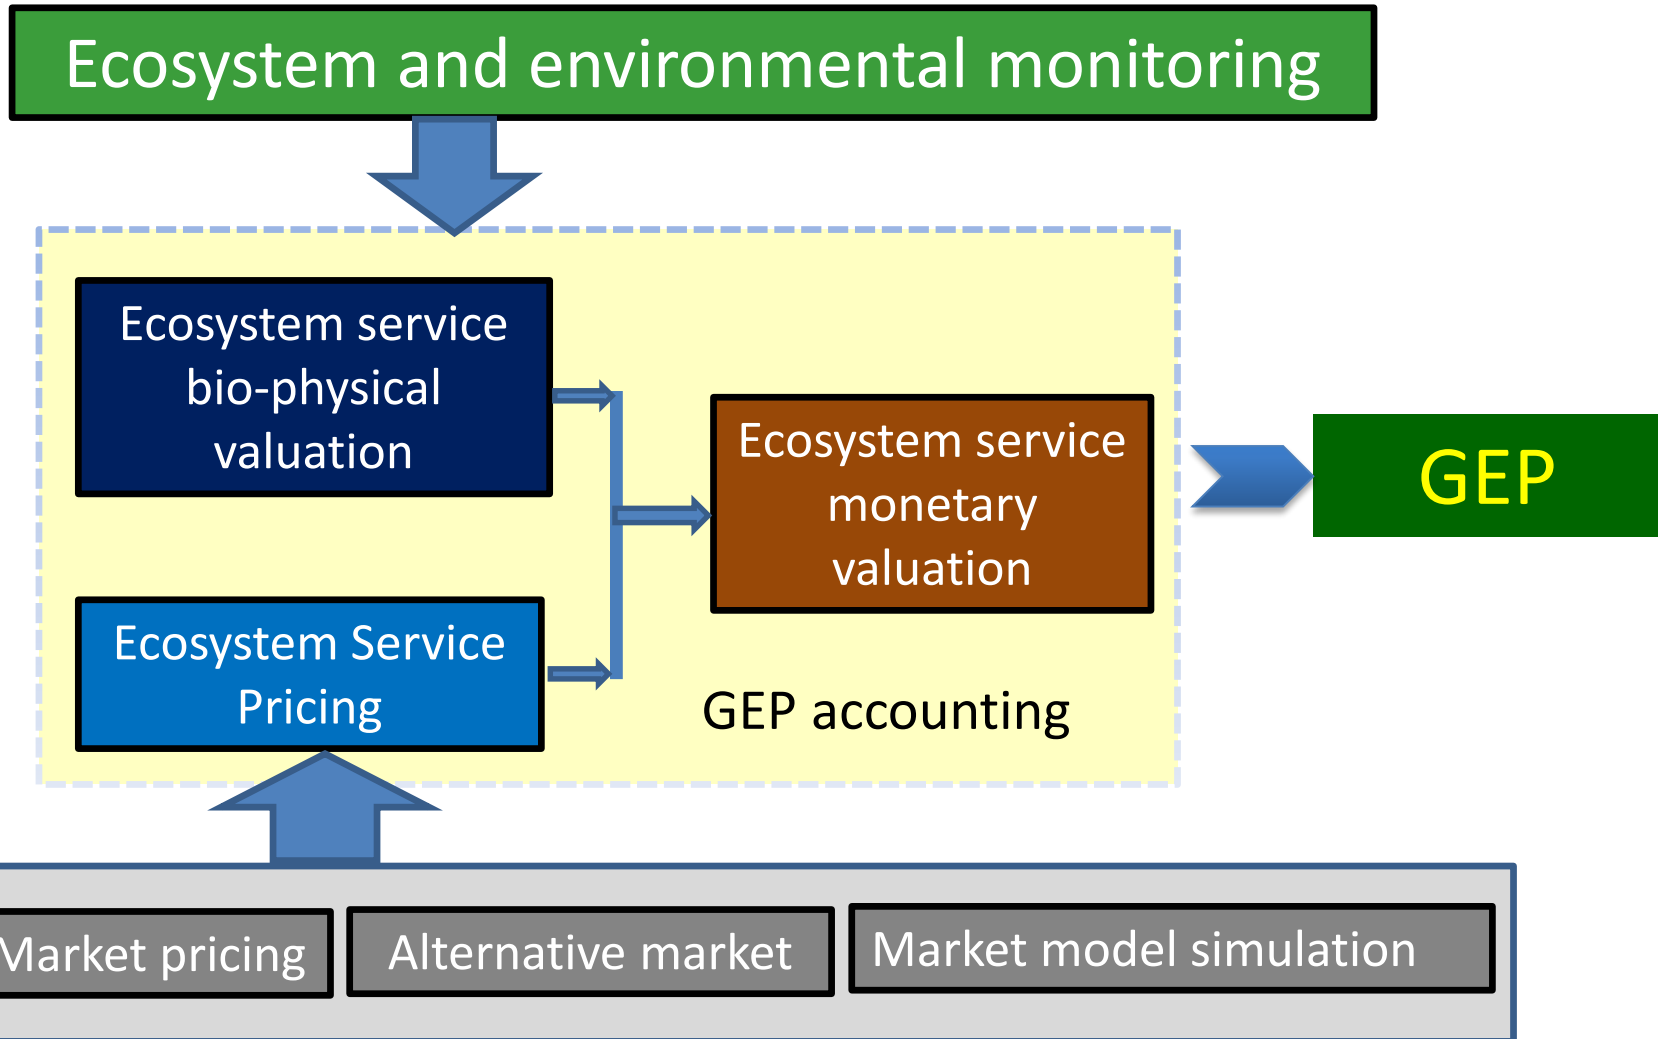 Ecosystem and environmental monitoring
Ecosystem service
bio-physical
valuation
Ecosystem service
monetary
valuation
GEP
Ecosystem Service
Pricing
GEP accounting
Market pricing
Alternative market
Market model simulation